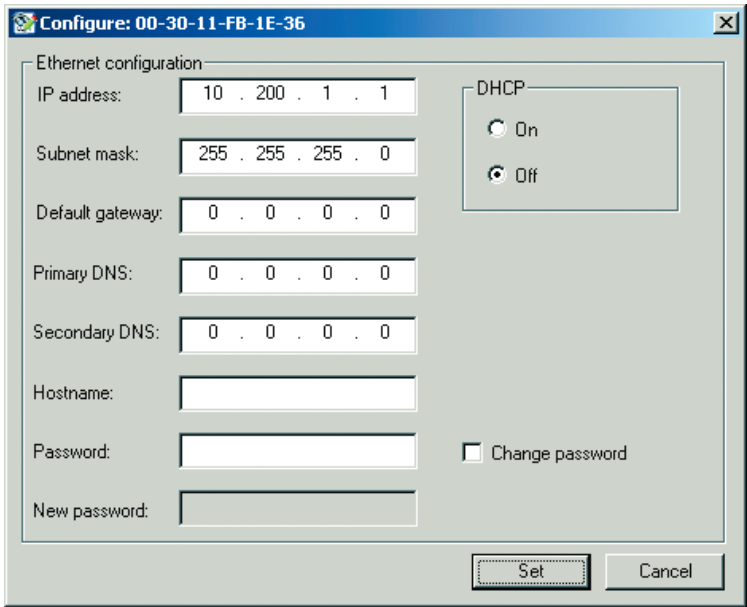 Configure: 00-30-11-FB-1E-36
Ethernet configuration
IP address: 10 . 200 . 1 . 1
DHCP
On
Off
Subnet mask: 255 . 255 . 255 . 0
Default gateway: 0 . 0 . 0 . 0
Primary DNS: 0 . 0 . 0 . 0
Secondary DNS: 0 . 0 . 0 . 0
Hostname:
Password:
Change password
New password:
Set
Cancel